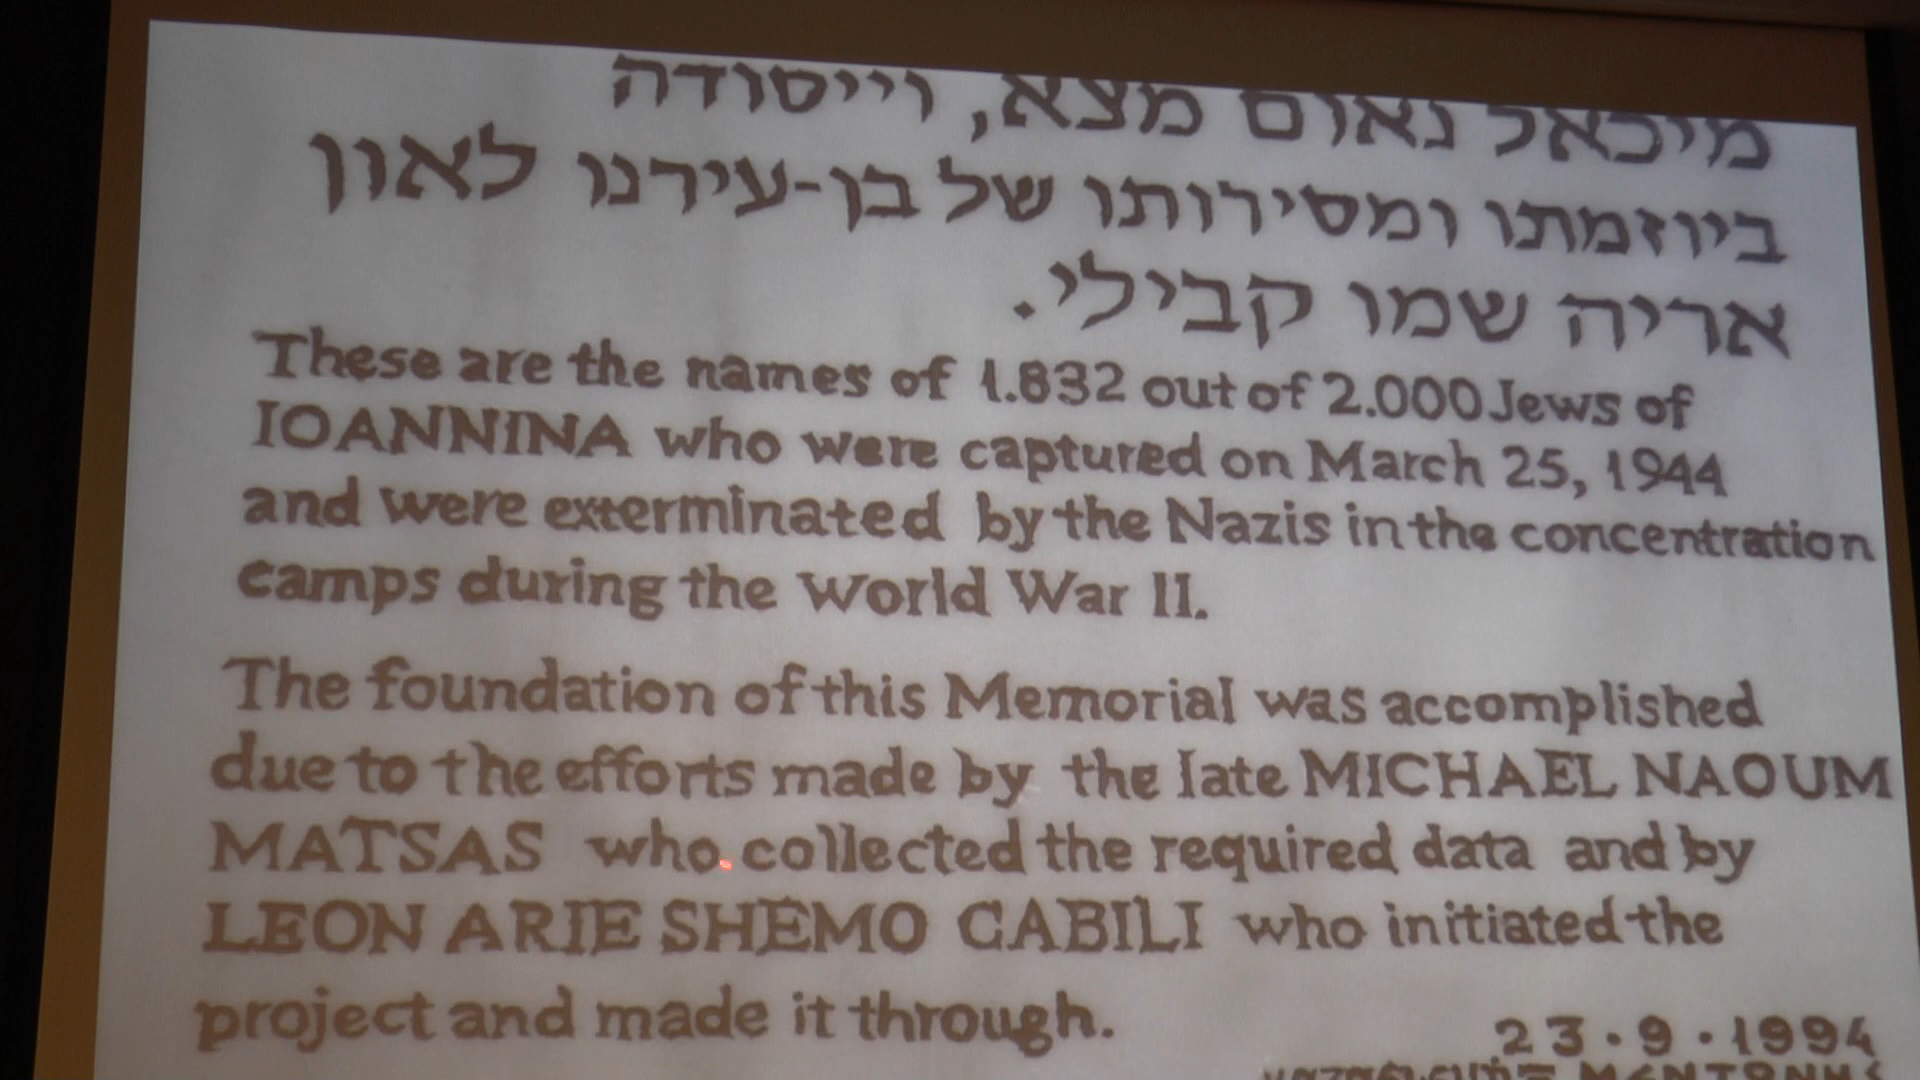 מיכאל נאום מצא, וייסודה
ביוזמתו ומסירותו של בן-עירנו לאון
אריה שמו קבילי.
These are the names of 1.832 out of 2.000 Jews of
IOANNINA who were captured on March 25, 1944
and were exterminated by the Nazis in the concentration
camps during the World War II.
The foundation of this Memorial was accomplished
due to the efforts made by the late MICHAEL NAOUM
MATSAS who collected the required data and by
LEON ARIE SHEMO CABILI who initiated the
project and made it through.
23.9.1994